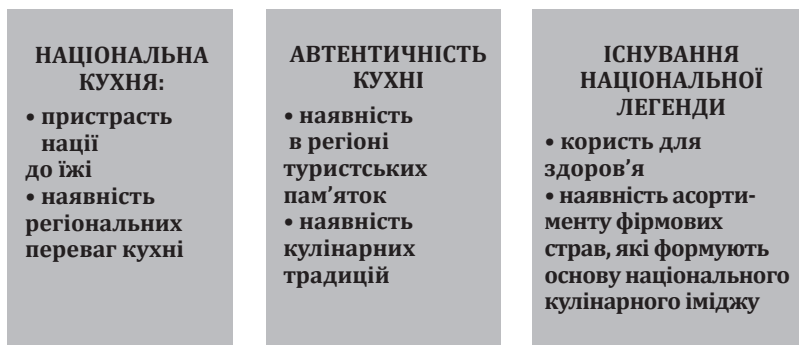 НАЦІОНАЛЬНА
КУХНЯ:
• пристрасть
нації
до їжі
• наявність
регіональних
переваг кухні
АВТЕНТИЧНІСТЬ
КУХНІ
• наявність
в регіоні
туристських
пам’яток
• наявність
кулінарних
традицій
ІСНУВАННЯ
НАЦІОНАЛЬНОЇ
ЛЕГЕНДИ
• користь для
здоров’я
• наявність асорти-
менту фірмових
страв, які формують
основу національного
кулінарного іміджу